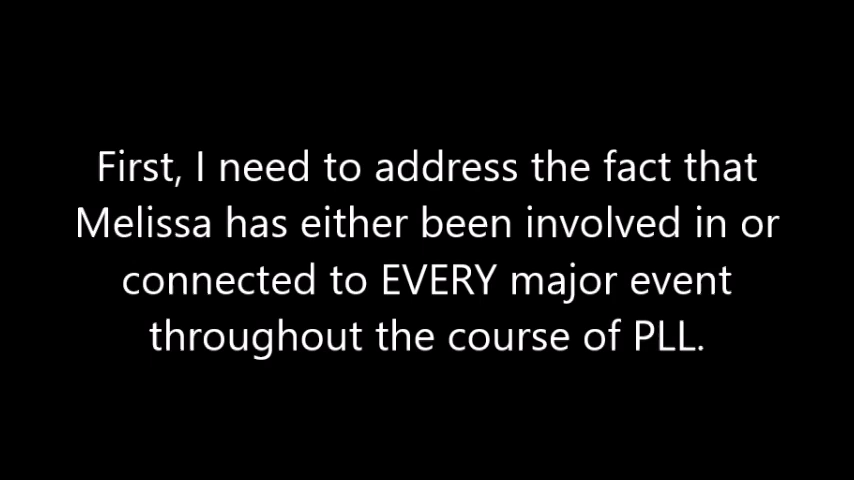 First, I need to address the fact that
Melissa has either been involved in or
connected to EVERY major event
throughout the course of PLL.